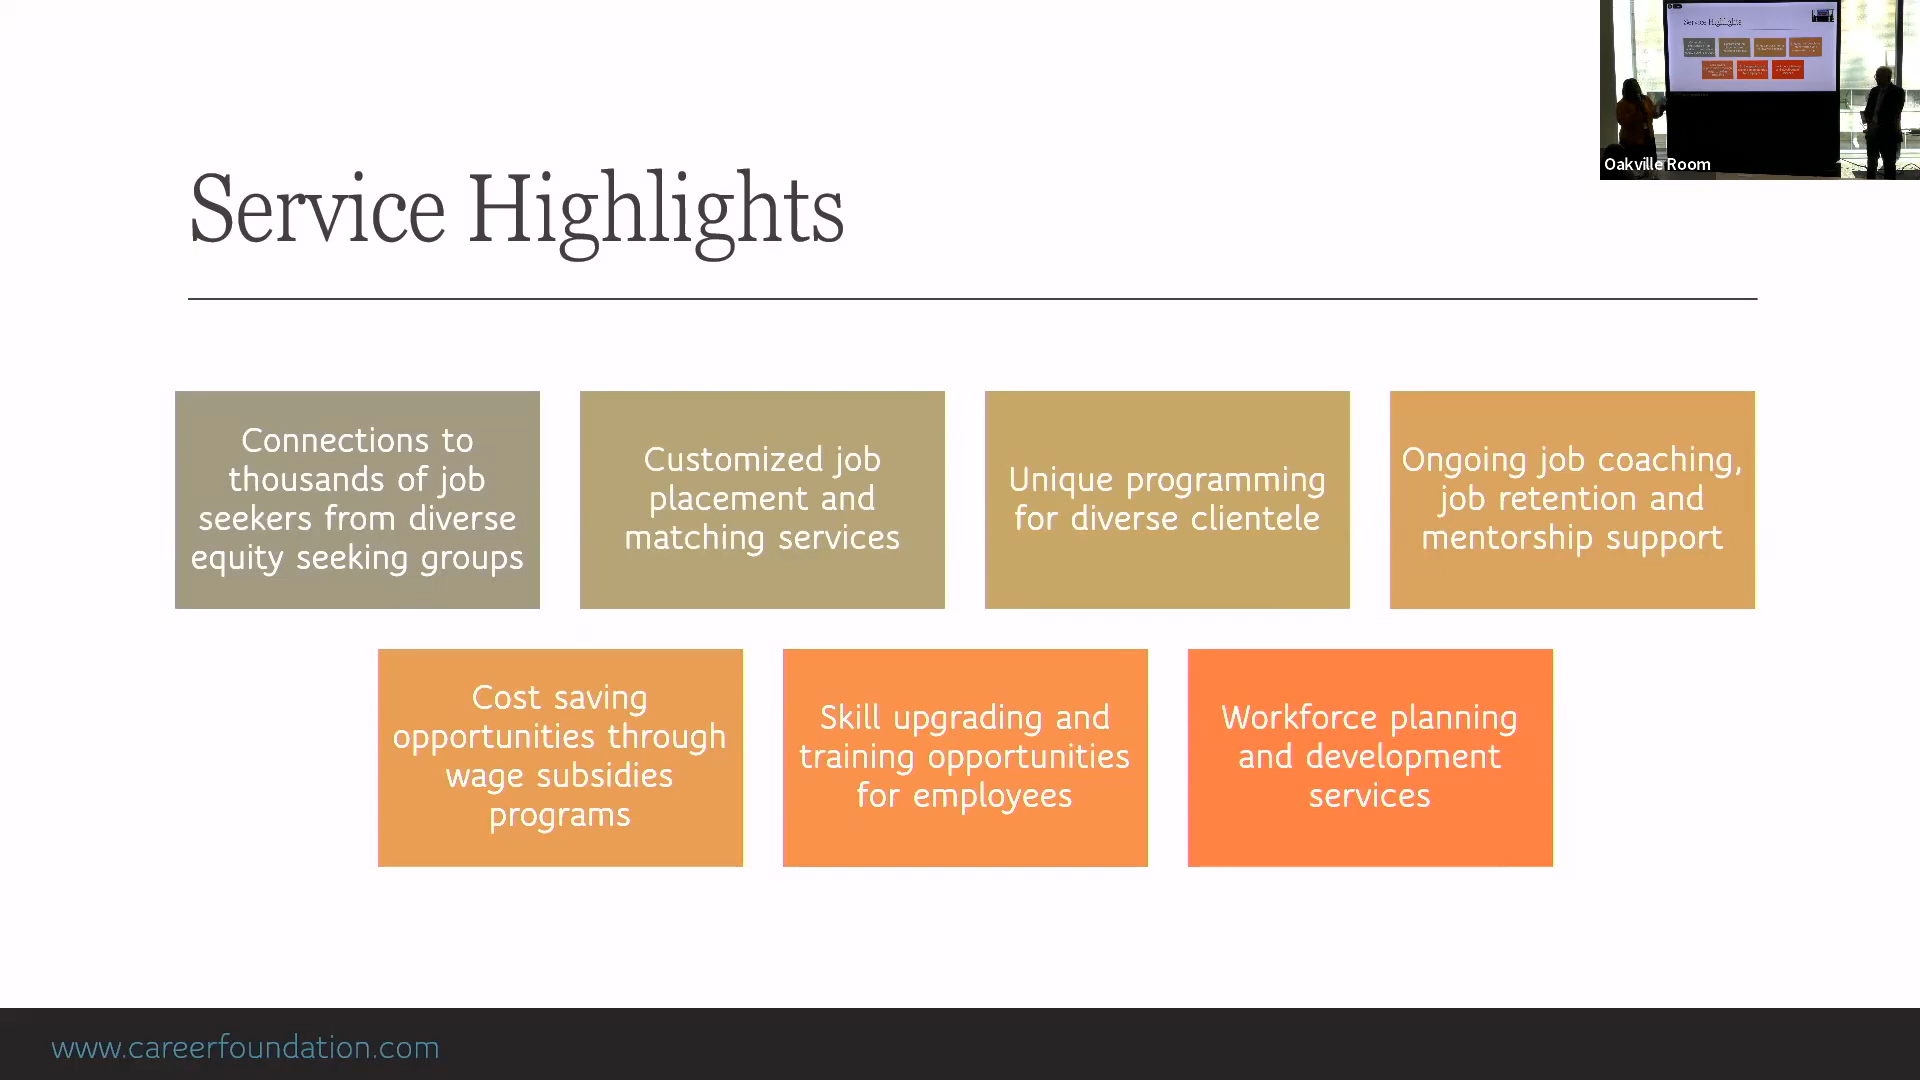 Service Highlights
Oakville Room
Connections to
thousands of job
seekers from diverse
equity seeking groups
Customized job
placement and
matching services
Unique programming
for diverse clientele
Ongoing job coaching,
job retention and
mentorship support
Cost saving
opportunities through
wage subsidies
programs
Skill upgrading and
training opportunities
for employees
Workforce planning
and development
services
www.careerfoundation.com